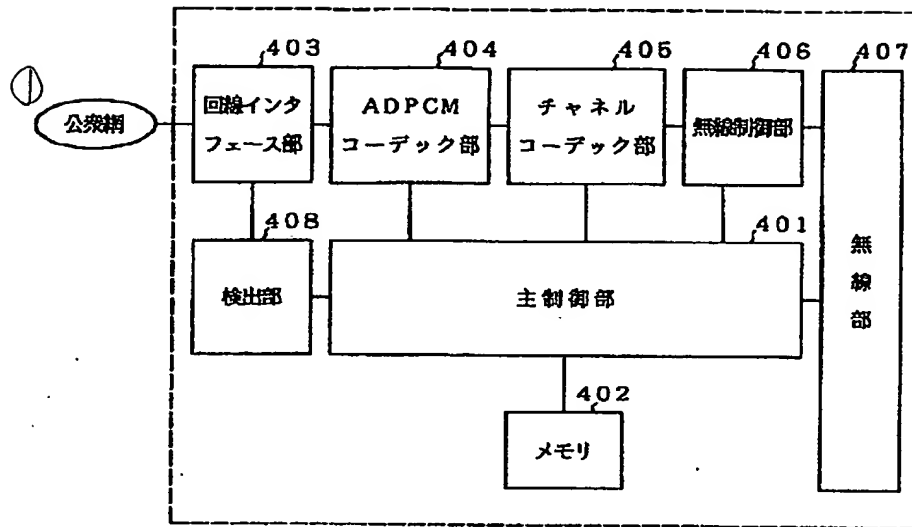 403
404
405
406
407
①
公衆網
回線インタ
フェース部
ADPCM
コーデック部
チャネル
コーデック部
無線制御部
無線部
408
401
検出部
主制御部
402
メモリ